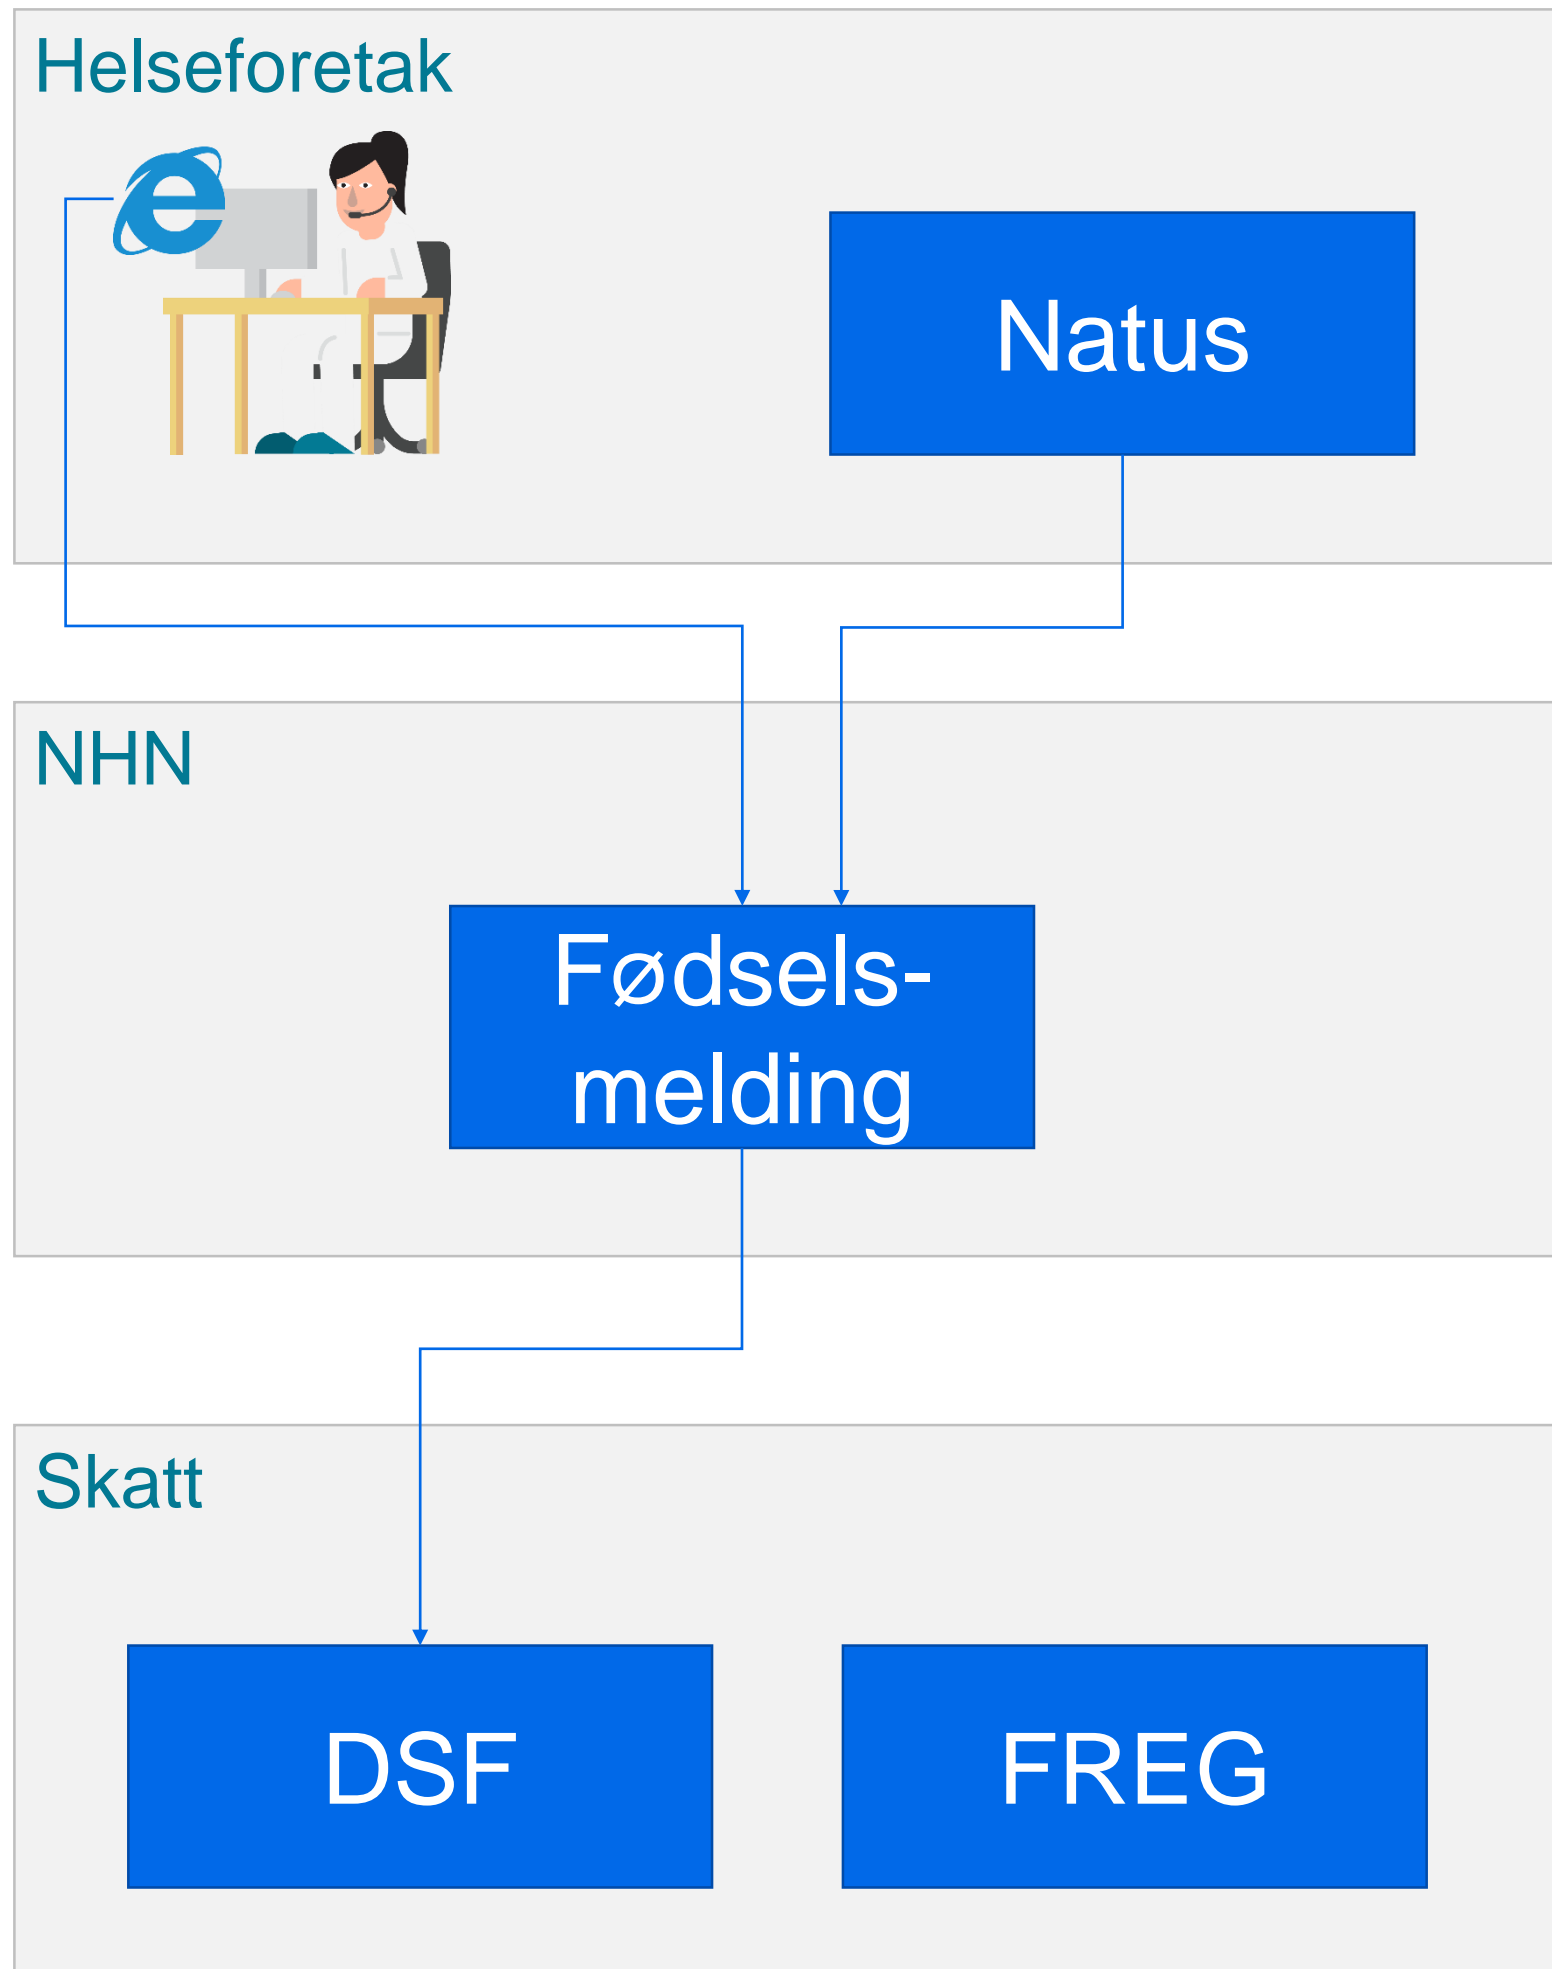 Helseforetak
Natus
NHN
Fødsels-
melding
Skatt
DSF
FREG